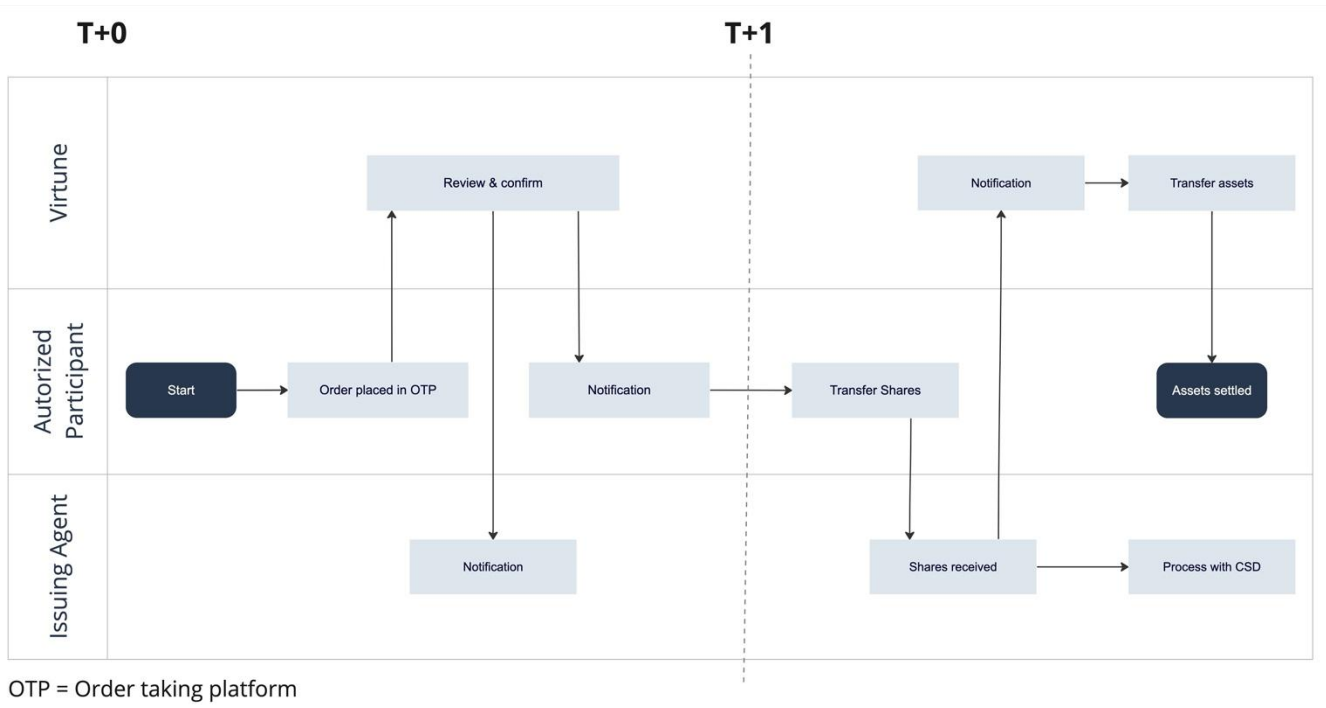 T+0
T+1
Virtune
Review & confirm
Notification
Transfer assets
Autorized
Participant
Start
Order placed in OTP
Notification
Transfer Shares
Assets settled
Issuing Agent
Notification
Shares received
Process with CSD
OTP = Order taking platform